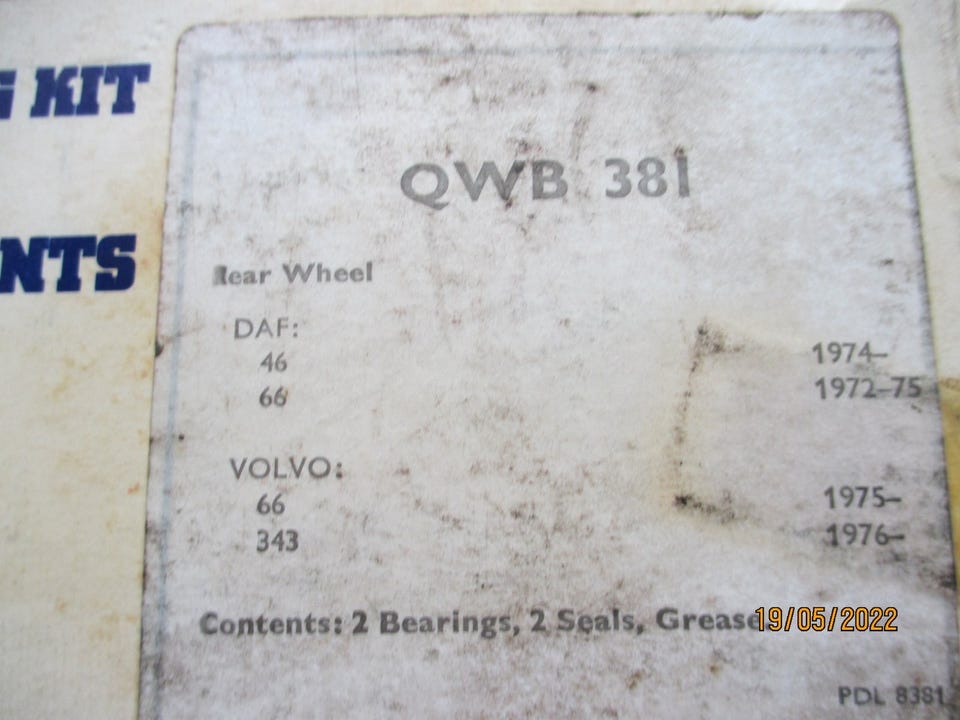 G KIT
NTS
QWB 381
Rear Wheel
DAF:
46 1974–
66 1972–75
VOLVO:
66 1975–
343 1976–
Contents: 2 Bearings, 2 Seals, Grease
19/05/2022
PDL 8381